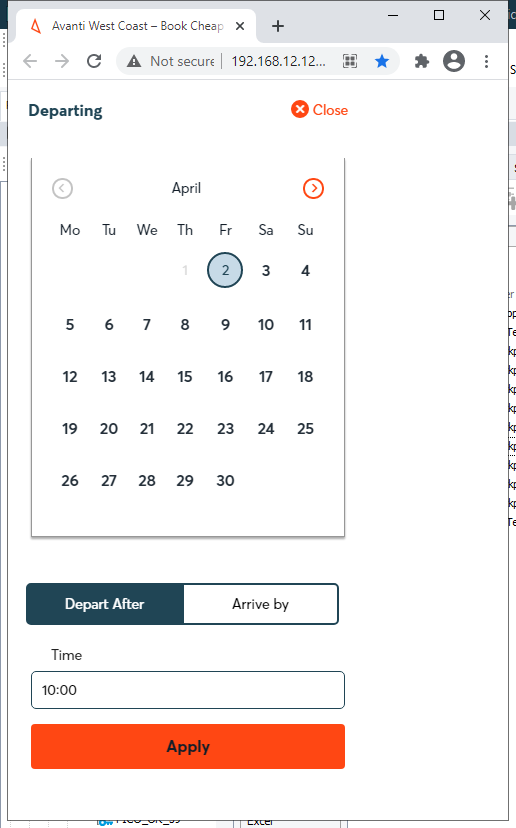 Avanti West Coast – Book Cheap
Not secure 192.168.12.12...
Departing
Close
April
Mo Tu We Th Fr Sa Su
1 2 3 4
5 6 7 8 9 10 11
12 13 14 15 16 17 18
19 20 21 22 23 24 25
26 27 28 29 30
Depart After Arrive by
Time
10:00
Apply
Excel